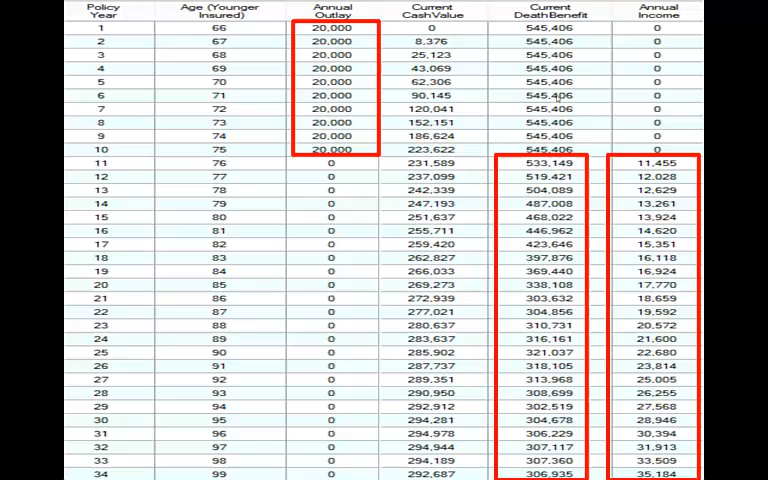 Policy Year Age (Younger Insured) Annual Outlay Current CashValue Current DeathBenefit Annual Income
1 66 20,000 0 545,406 0
2 67 20,000 8,376 545,406 0
3 68 20,000 25,123 545,406 0
4 69 20,000 43,069 545,406 0
5 70 20,000 62,306 545,406 0
6 71 20,000 90,145 545,406 0
7 72 20,000 120,041 545,406 0
8 73 20,000 152,151 545,406 0
9 74 20,000 186,624 545,406 0
10 75 20,000 223,622 545,406 0
11 76 0 231,589 533,149 11,455
12 77 0 237,099 519,421 12,028
13 78 0 242,339 504,089 12,629
14 79 0 247,193 487,008 13,261
15 80 0 251,637 468,022 13,924
16 81 0 255,711 446,962 14,620
17 82 0 259,420 423,646 15,351
18 83 0 262,827 397,876 16,118
19 84 0 266,033 369,440 16,924
20 85 0 269,273 338,108 17,770
21 86 0 272,939 303,632 18,659
22 87 0 277,021 304,856 19,592
23 88 0 280,637 310,731 20,572
24 89 0 283,637 316,161 21,600
25 90 0 285,902 321,037 22,680
26 91 0 287,737 318,105 23,814
27 92 0 289,351 313,968 25,005
28 93 0 290,950 308,699 26,255
29 94 0 292,912 302,519 27,568
30 95 0 294,281 304,678 28,946
31 96 0 294,978 306,229 30,394
32 97 0 294,944 307,117 31,913
33 98 0 294,189 307,360 33,509
34 99 0 292,687 306,935 35,184